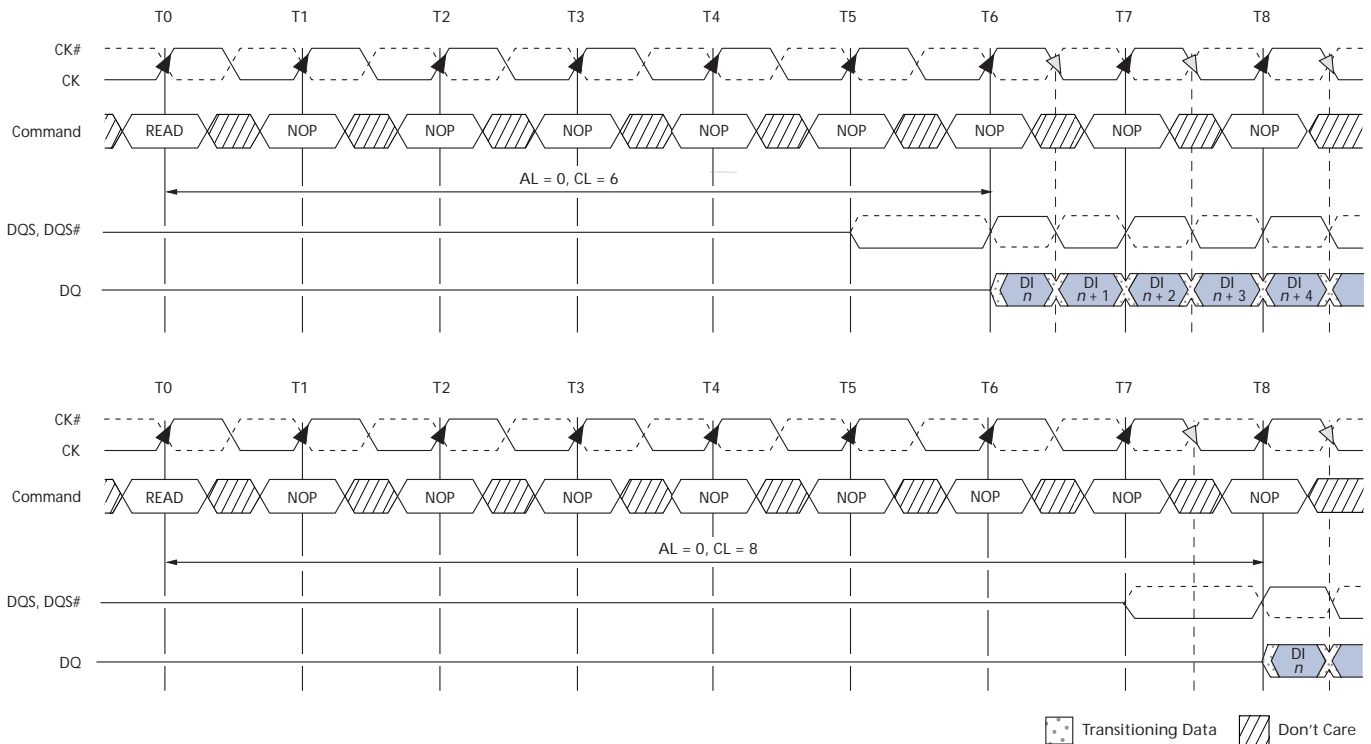 T0 T1 T2 T3 T4 T5 T6 T7 T8
CK#
CK
Command READ NOP NOP NOP NOP NOP NOP NOP NOP
AL = 0, CL = 6
DQS, DQS#
DQ DI n DI n + 1 DI n + 2 DI n + 3 DI n + 4
T0 T1 T2 T3 T4 T5 T6 T7 T8
CK#
CK
Command READ NOP NOP NOP NOP NOP NOP NOP NOP
AL = 0, CL = 8
DQS, DQS#
DQ DI n
Transitioning Data Don't Care